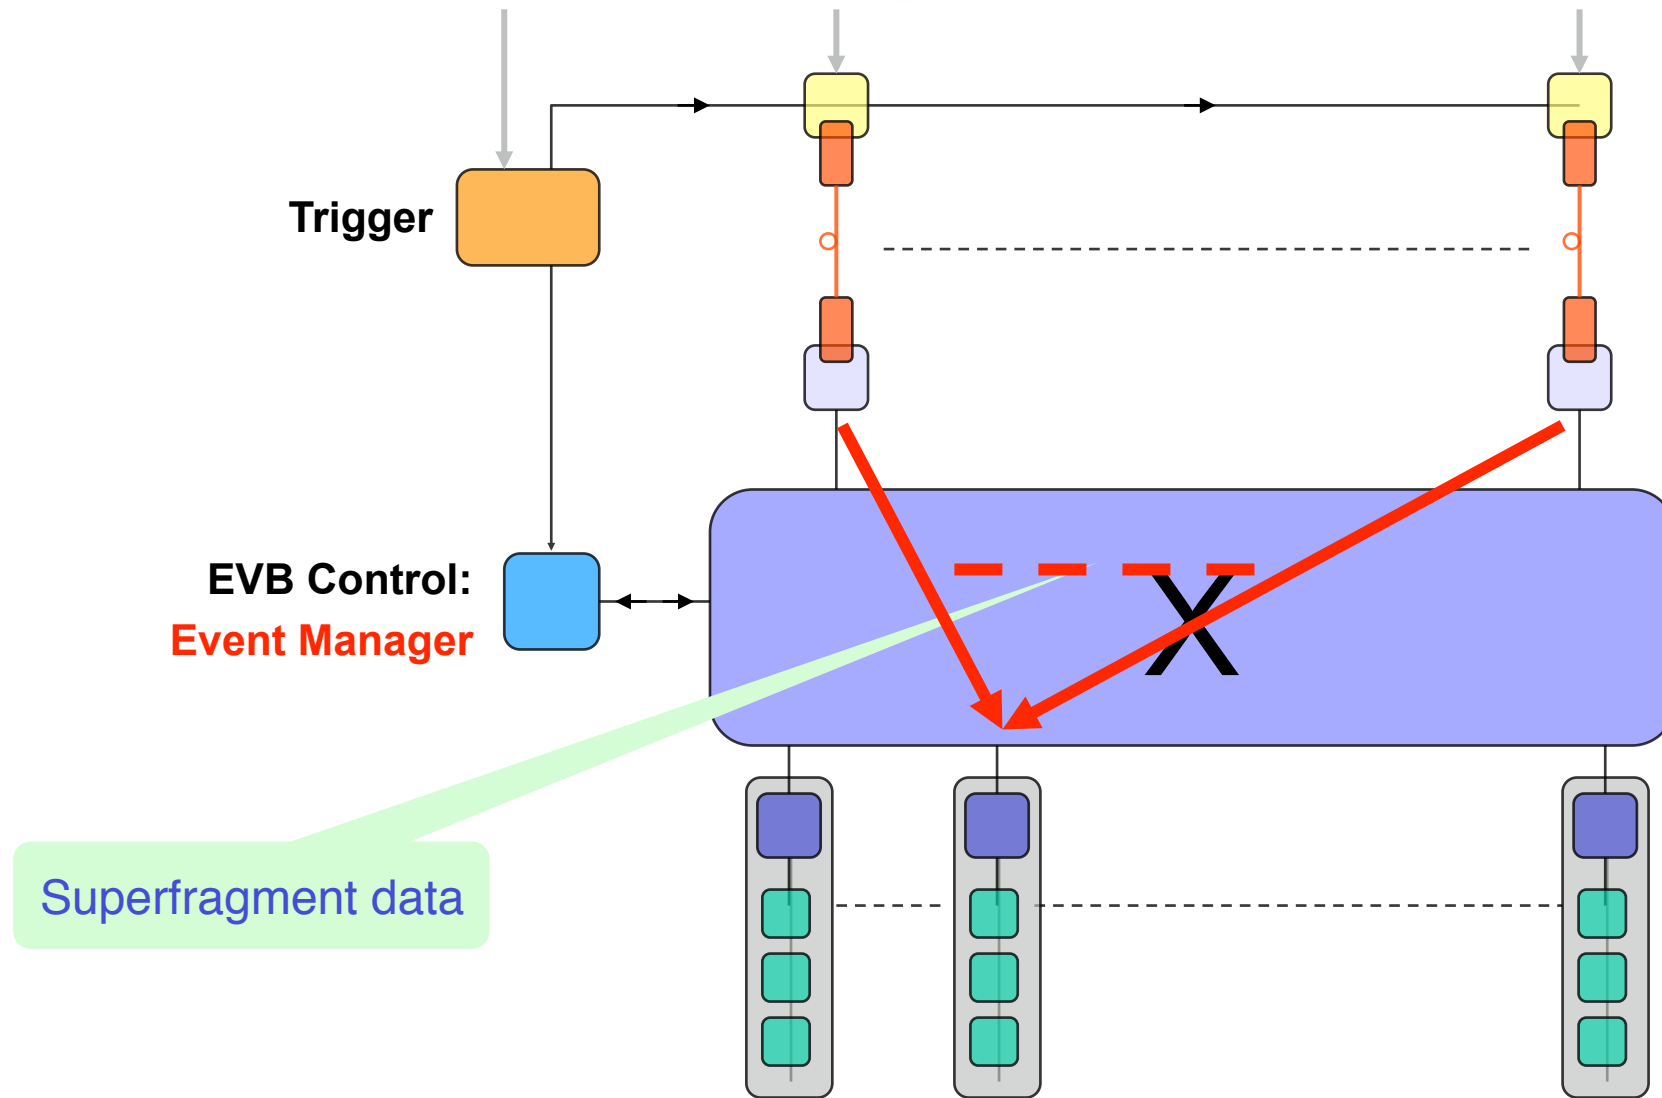 Trigger
EVB Control:
Event Manager
X
Superfragment data